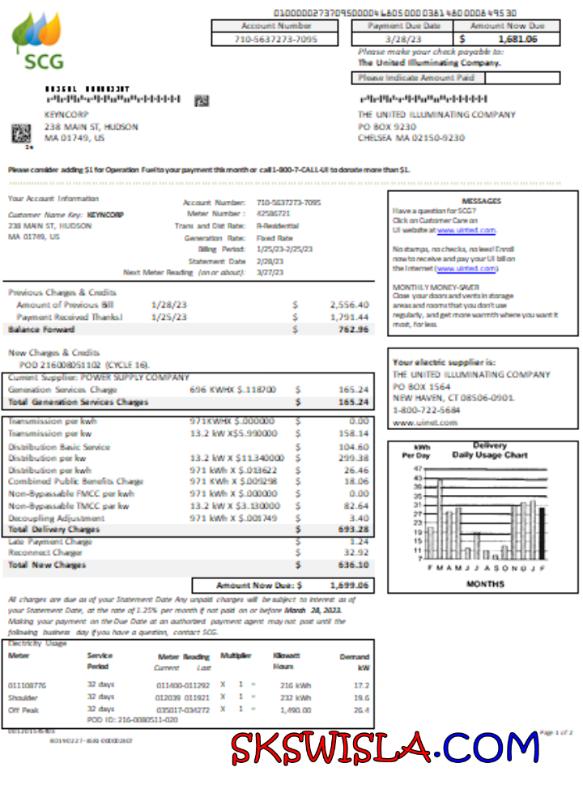 010000027370950000468050000381480000849530
Account Number
710-5637273-7095
Payment Due Date
Amount Now Due
3/28/23
$ 1,681.06
Please make your check payable to:
The United Illuminating Company.
Please Indicate Amount Paid
SCG
KEYNCORP
238 MAIN ST, HUDSON
MA 01749, US
THE UNITED ILLUMINATING COMPANY
PO BOX 9230
CHELSEA MA 02150-9230
Please consider adding $1 for Operation Fuel to your payment this month or call 1-800-7-CALL-UI to donate more than $1.
Your Account Information
Customer Name Key: KEYNCORP
238 MAIN ST, HUDSON
MA 01749, US
Account Number: 710-5637273-7095
Meter Number : 42586721
Trans and Dist Rate: R-Residential
Generation Rate: Fixed Rate
Billing Period: 1/25/23-2/25/23
Statement Date 2/28/23
Next Meter Reading (on or about): 3/27/23
MESSAGES
Have a question for SCG?
Click on Customer Care on
UI website at www.uinted.com.
No stamps, no checks, no lees! Enroll
now to receive and pay your UI bill on
the Internet (www.uinted.com)
MONTHLY MONEY-SAVER
Close your doors and vents in storage
areas and rooms that you don't use
regularly, and get more warmth where you want it
most, for less.
Previous Charges & Credits
Amount of Previous Bill 1/28/23 $ 2,556.40
Payment Received Thanks! 1/25/23 $ 1,791.44
Balance Forward $ 762.96
New Charges & Credits
POD 216008051102 (CYCLE 16).
Current Supplier: POWER SUPPLY COMPANY
Generation Services Charge 696 KWHX $.118700 $ 165.24
Total Generation Services Charges $ 165.24
Your electric supplier is:
THE UNITED ILLUMINATING COMPANY
PO BOX 1564
NEW HAVEN, CT 08506-0901.
1-800-722-5684
www.uinet.com
Transmission per kwh 971KWHX $.000000 $ 0.00
Transmission per kw 13.2 kW X$5.990000 $ 158.14
Distribution Basic Service $ 104.60
Distribution per kw 13.2 kW X $11.340000 $ 299.38
Distribution per kwh 971 kWh X $.013622 $ 26.46
Combined Public Benefits Charge 971 KWh X $.009298 $ 18.06
Non-Bypassable FMCC per kwh 971 kWh X $.000000 $ 0.00
Non-Bypassable TMCC per kw 13.2 kW X $3.130000 $ 82.64
Decoupling Adjustment 971 kWh X $.001749 $ 3.40
Total Delivery Charges $ 693.28
Late Payment Charge $ 1.24
Reconnect Charge $ 32.92
Total New Charges $ 636.10
Amount Now Due: $ 1,699.06
kWh
Per Day
Delivery
Daily Usage Chart
47
43
39
35
31
27
23
19
15
11
7
F M A M J J A S O N D J F
MONTHS
All charges are due as of your Statement Date Any unpaid charges will be subject to interest as of
your Statement Date, at the rate of 1.25% per month if not paid on or before March 28, 2023.
Making your payment on the Due Date at an authorized payment agent may not post until the
following business day if you have a question, contact SCG.
Electricity Usage
Meter Service Period Meter Reading Current Last Multiplier Kilowatt Hours Demand kW
011108776 32 days 011400-011292 X 1 = 216 kWh 17.2
Shoulder 32 days 012039 011921 X 1 = 232 kWh 19.6
Off Peak 32 days 035017-034272 X 1 = 1,490.00 26.4
POD ID: 216-0080511-020
Page 1 of 2
SKSWISLA.COM